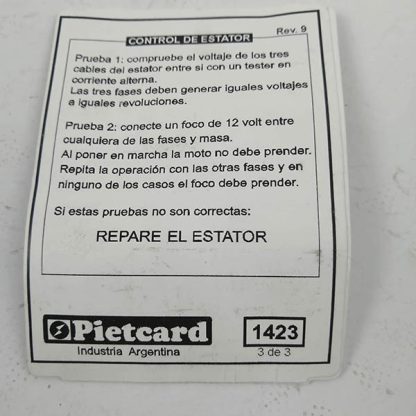 Rev. 9
CONTROL DE ESTATOR
Prueba 1: compruebe el voltaje de los tres
cables del estator entre si con un tester en
corriente alterna.
Las tres fases deben generar iguales voltajes
a iguales revoluciones.
Prueba 2: conecte un foco de 12 volt entre
cualquiera de las fases y masa.
Al poner en marcha la moto no debe prender.
Repita la operación con las otras fases y en
ninguno de los casos el foco debe prender.
Si estas pruebas no son correctas:
REPARE EL ESTATOR
Pietcard
Industria Argentina
1423
3 de 3